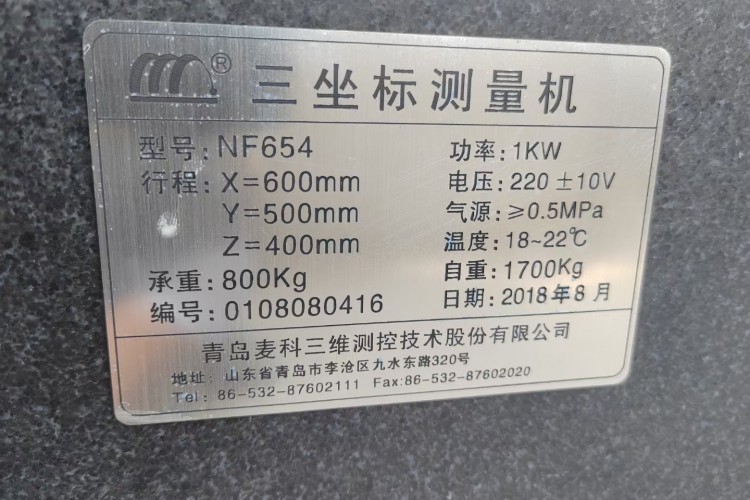 ® 三坐标测量机
型号: NF654
行程: X=600mm
Y=500mm
Z=400mm
承重: 800Kg
编号: 0108080416
功率: 1KW
电压: 220±10V
气源: ≥0.5MPa
温度: 18~22℃
自重: 1700Kg
日期: 2018年8月
青岛麦科三维测控技术股份有限公司
地址: 山东省青岛市李沧区九水东路320号
Tel: 86-532-87602111 Fax:86-532-87602020